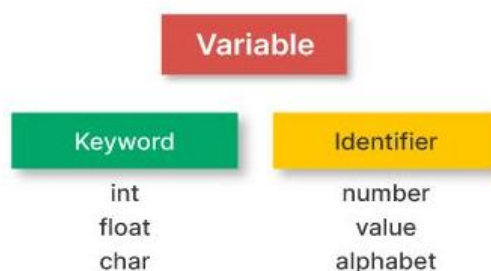 Variable
Keyword Identifier
int number
float value
char alphabet